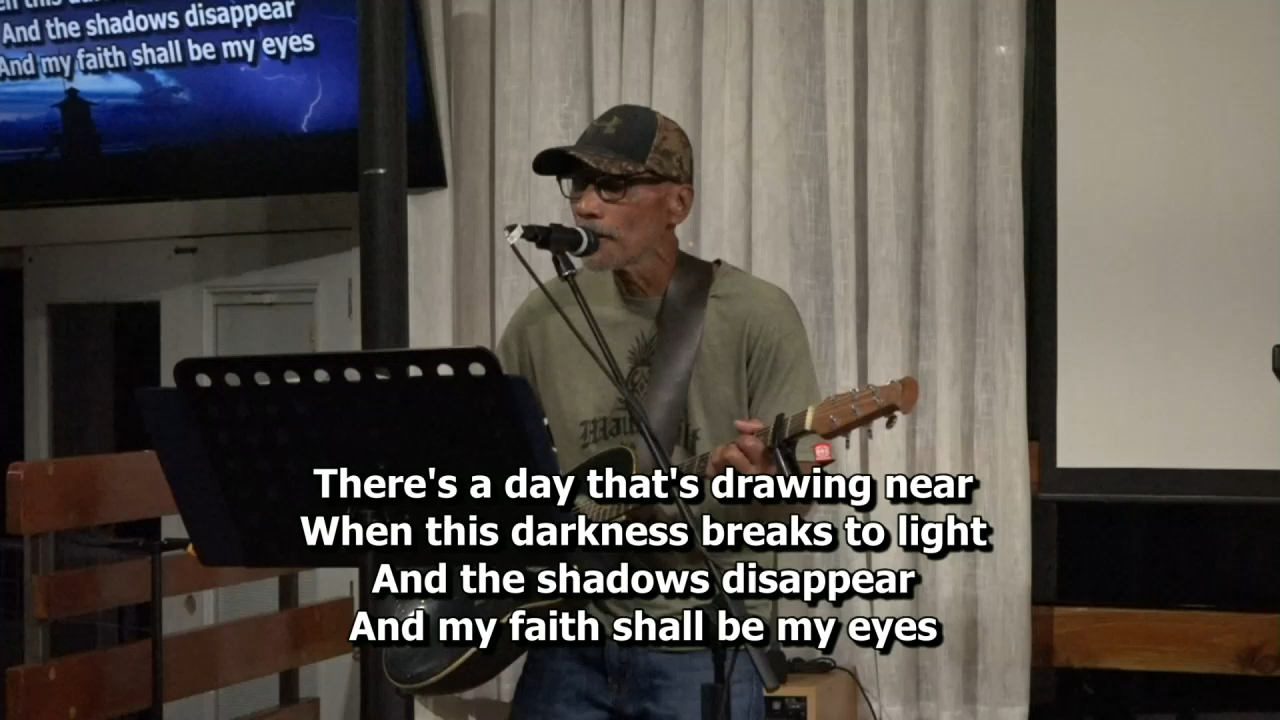 And the shadows disappear
And my faith shall be my eyes
There's a day that's drawing near
When this darkness breaks to light
And the shadows disappear
And my faith shall be my eyes